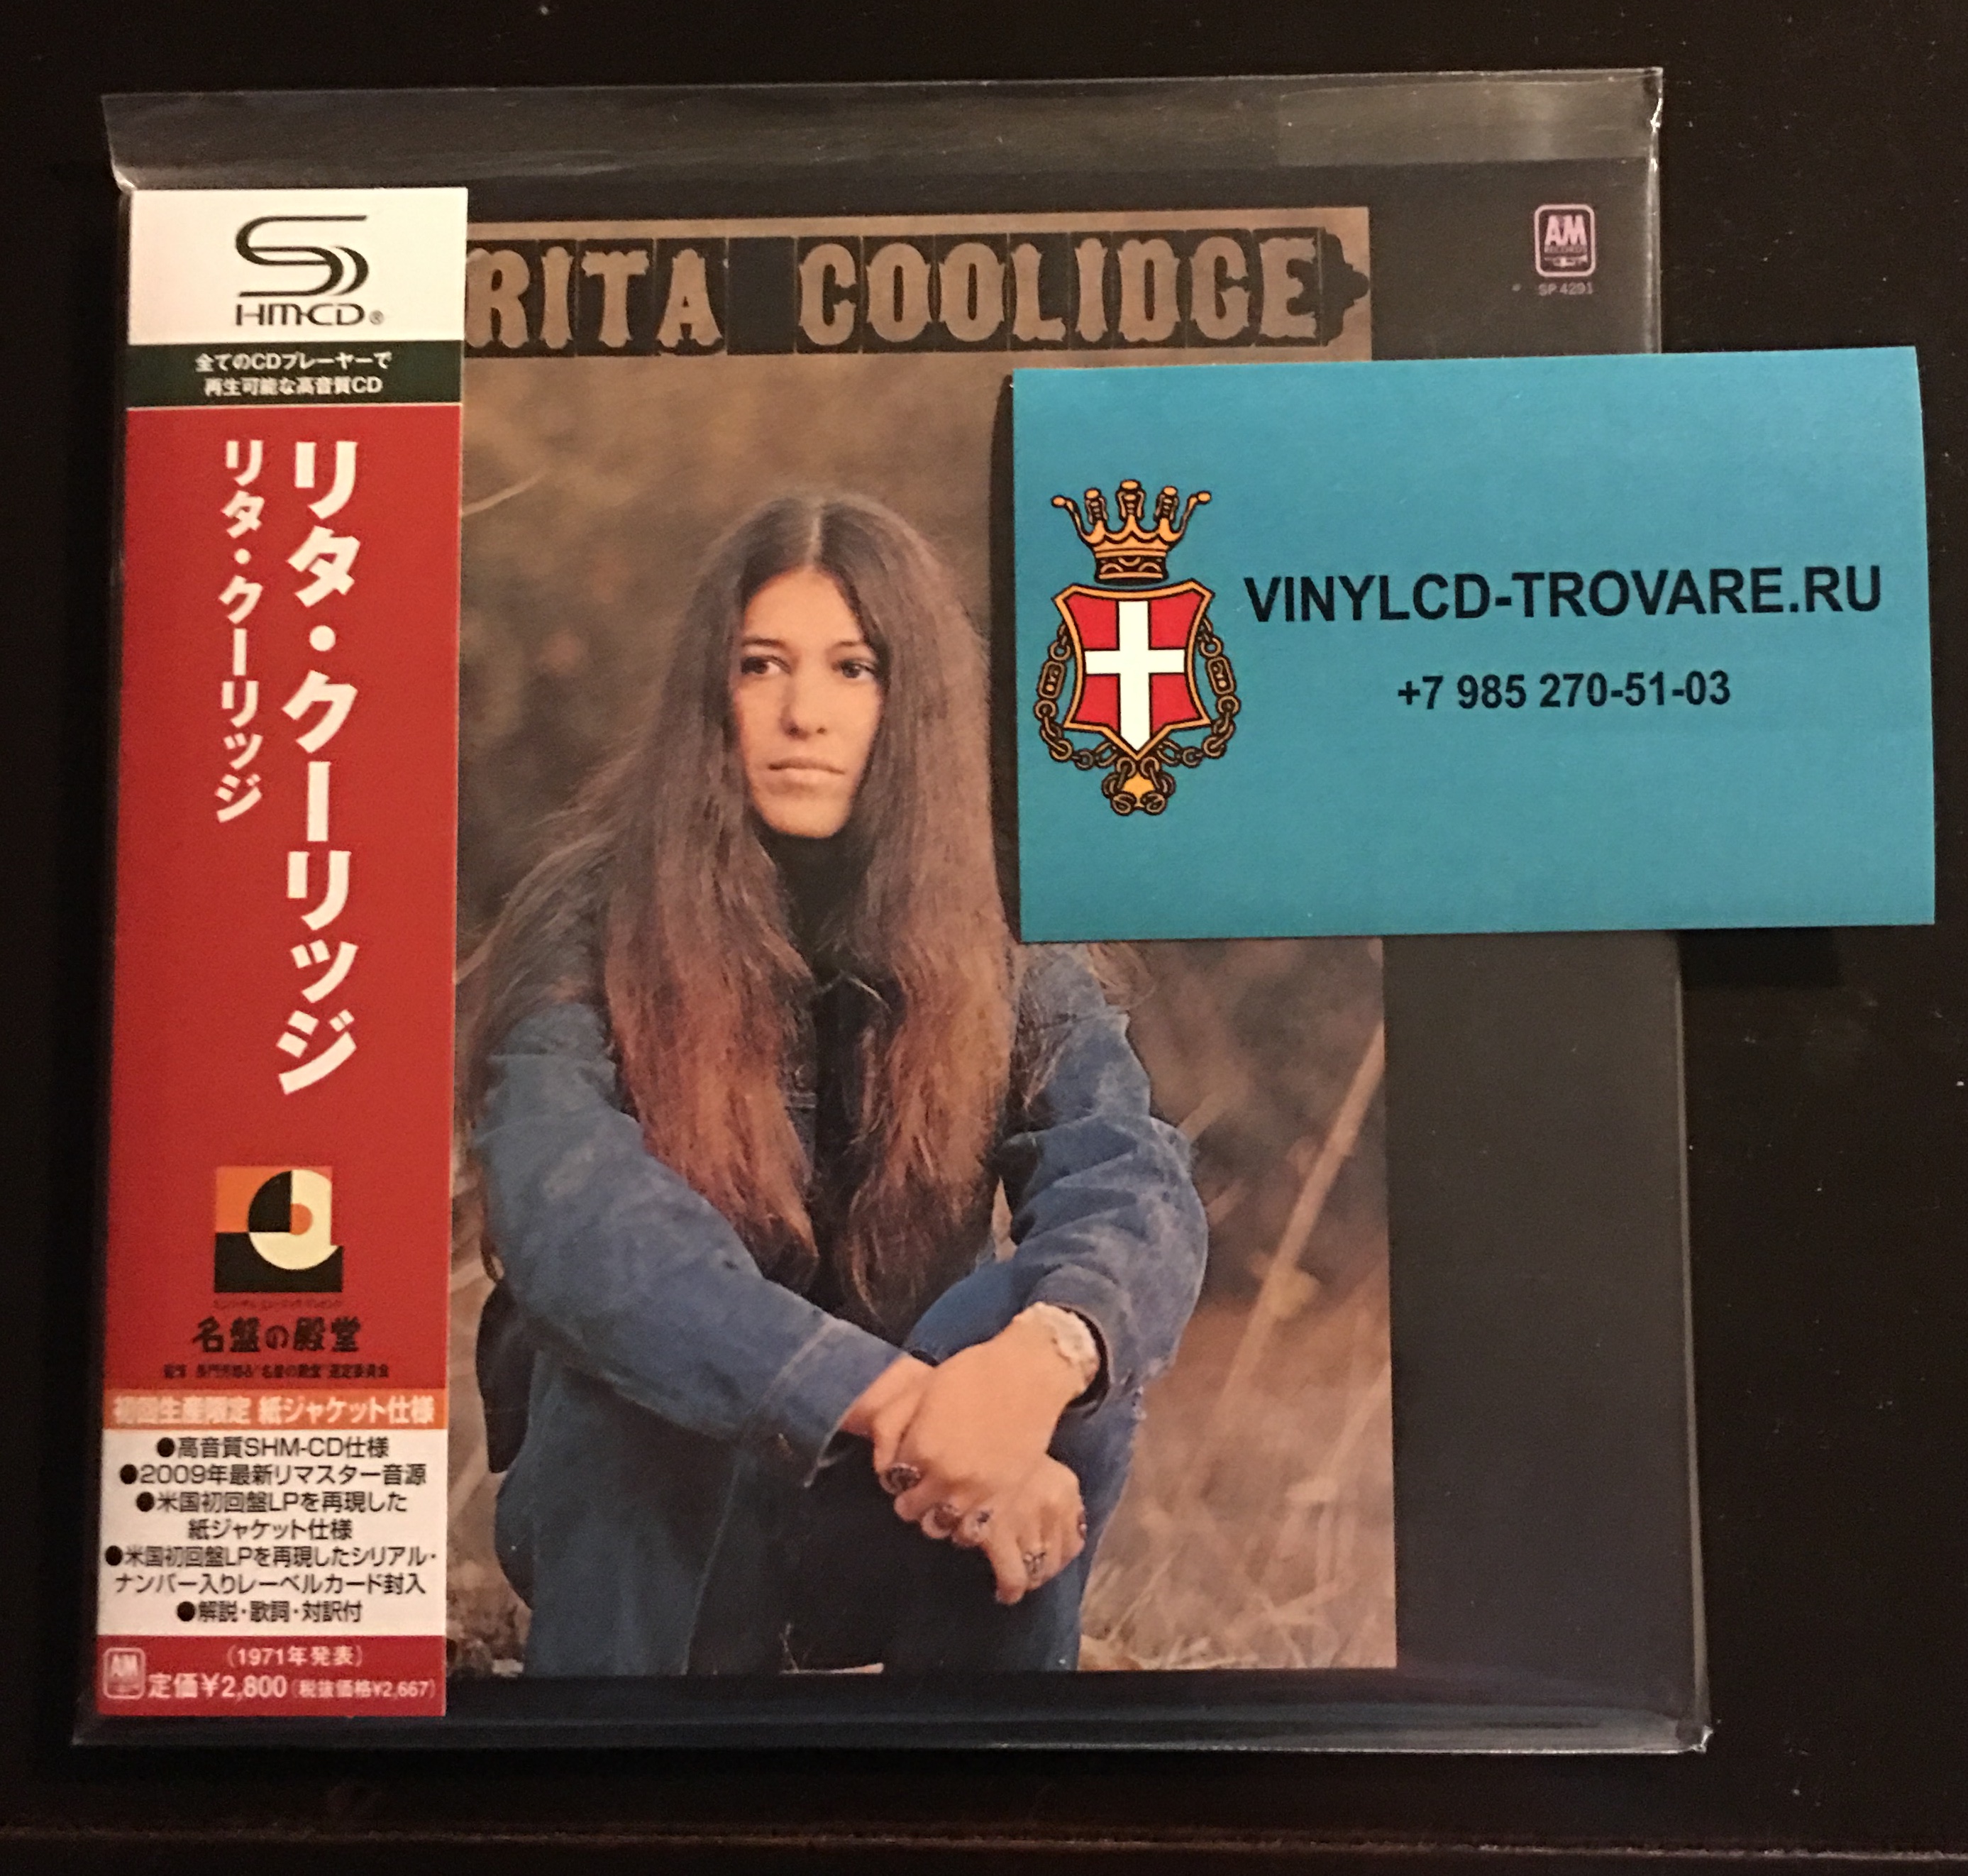 SHM-CD®
全てのCDプレーヤーで
再生可能な高音質CD
リタ・クーリッジ
リタ・クーリッジ
名盤の殿堂
初回生産限定 紙ジャケット仕様
●高音質SHM-CD仕様
●2009年最新リマスター音源
●米国初回盤LPを再現した
紙ジャケット仕様
●米国初回盤LPを再現したシリアル・
ナンバー入りレーベルカード封入
●解説・歌詞・対訳付
(1971年発表)
AM
定価¥2,800(税抜価格¥2,667)
RITA COOLIDGE
AM
SP 4291
VINYLCD-TROVARE.RU
+7 985 270-51-03